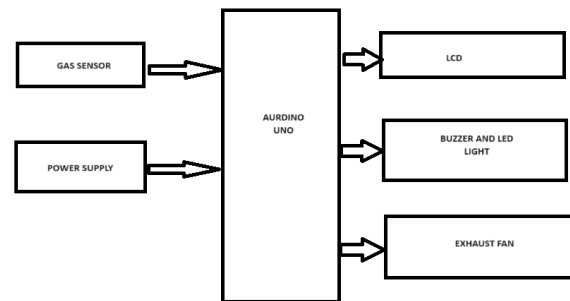 GAS SENSOR
POWER SUPPLY
AURDINO
UNO
LCD
BUZZER AND LED
LIGHT
EXHAUST FAN